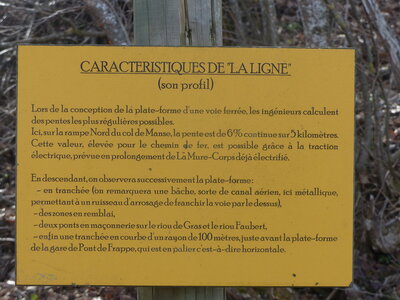 CARACTERISTIQUES DE "LA LIGNE"
(son profil)
Lors de la conception de la plate-forme d'une voie ferrée, les ingénieurs calculent
des pentes les plus régulières possibles.
Ici, sur la rampe Nord du col de Manse, la pente est de 6% continue sur 5 kilomètres.
Cette valeur, élevée pour le chemin de fer, est possible grâce à la traction
électrique, prévue en prolongement de La Mure-Corps déjà électrifié.
En descendant, on observera successivement la plate-forme:
- en tranchée (on remarquera une bâche, sorte de canal aérien, ici métallique,
permettant à un ruisseau d'arrosage de franchir la voie par le dessus),
- des zones en remblai,
- deux ponts en maçonnerie sur le riou de Gras et le riou Faubert,
- enfin une tranchée en courbe d'un rayon de 100 mètres, juste avant la plate-forme
de la gare de Pont de Frappe, qui est en palier c'est-à-dire horizontale.